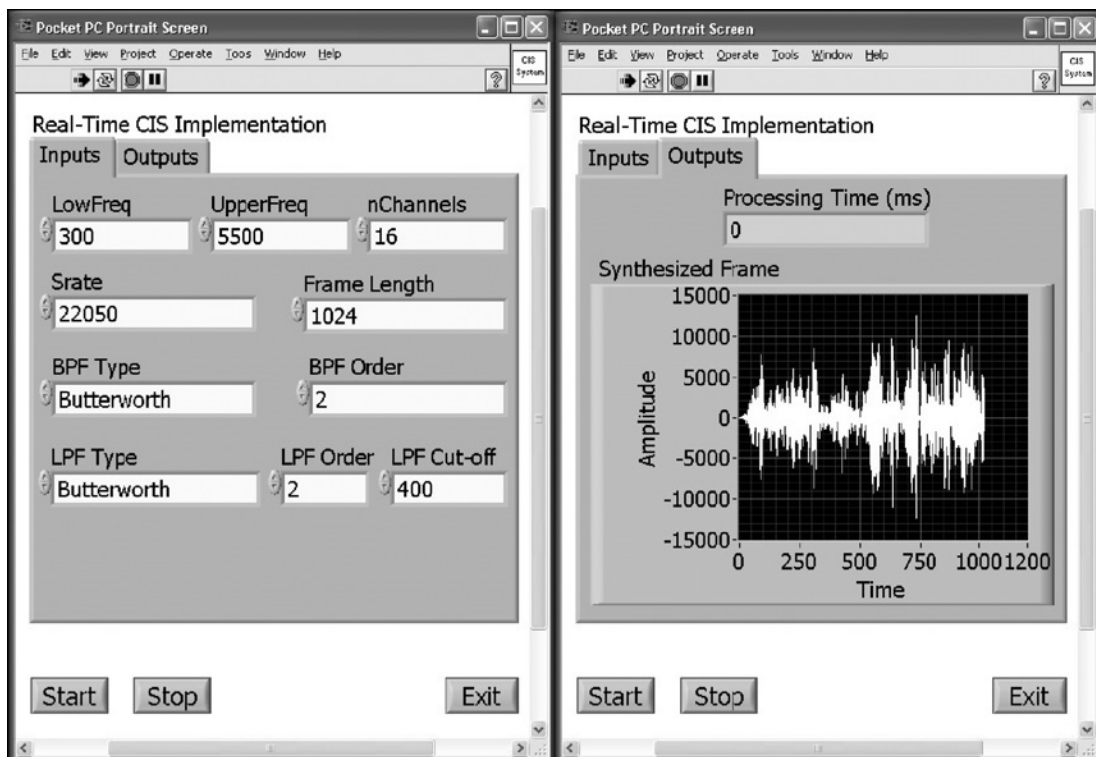 Pocket PC Portrait Screen
File Edit View Project Operate Toos Window Help
CIS
System
Real-Time CIS Implementation
Inputs Outputs
LowFreq UpperFreq nChannels
300 5500 16
Srate Frame Length
22050 1024
BPF Type BPF Order
Butterworth 2
LPF Type LPF Order LPF Cut-off
Butterworth 2 400
Start Stop Exit
Pocket PC Portrait Screen
File Edit View Project Operate Tools Window Help
CIS
System
Real-Time CIS Implementation
Inputs Outputs
Processing Time (ms)
0
Synthesized Frame
15000
10000
5000
0
-5000
-10000
-15000
Amplitude
0 250 500 750 1000 1200
Time
Start Stop Exit